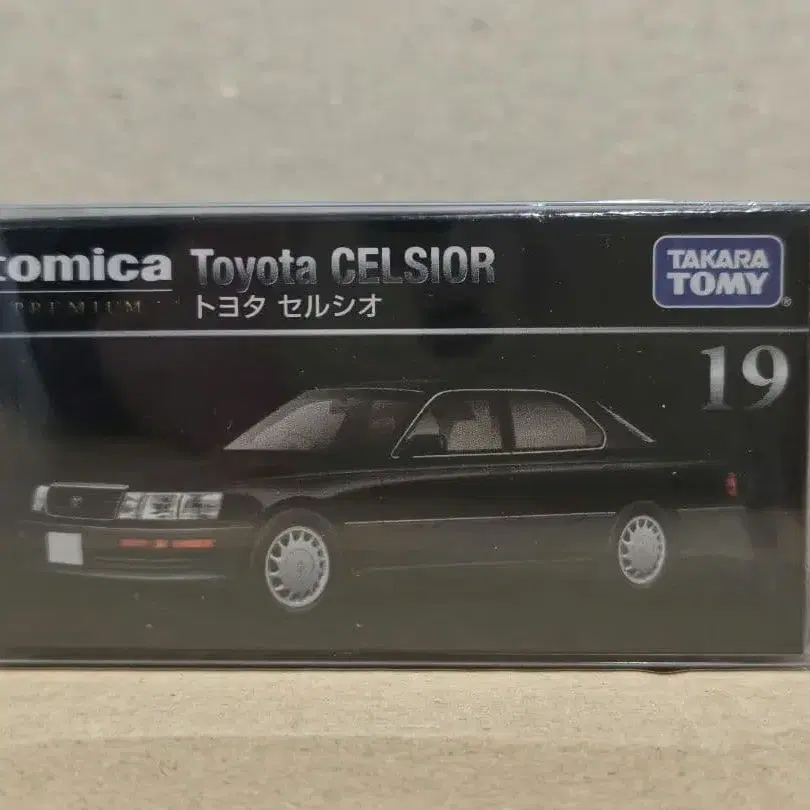 tomica
PREMIUM
Toyota CELSIOR
トヨタ セルシオ
TAKARA
TOMY®
19